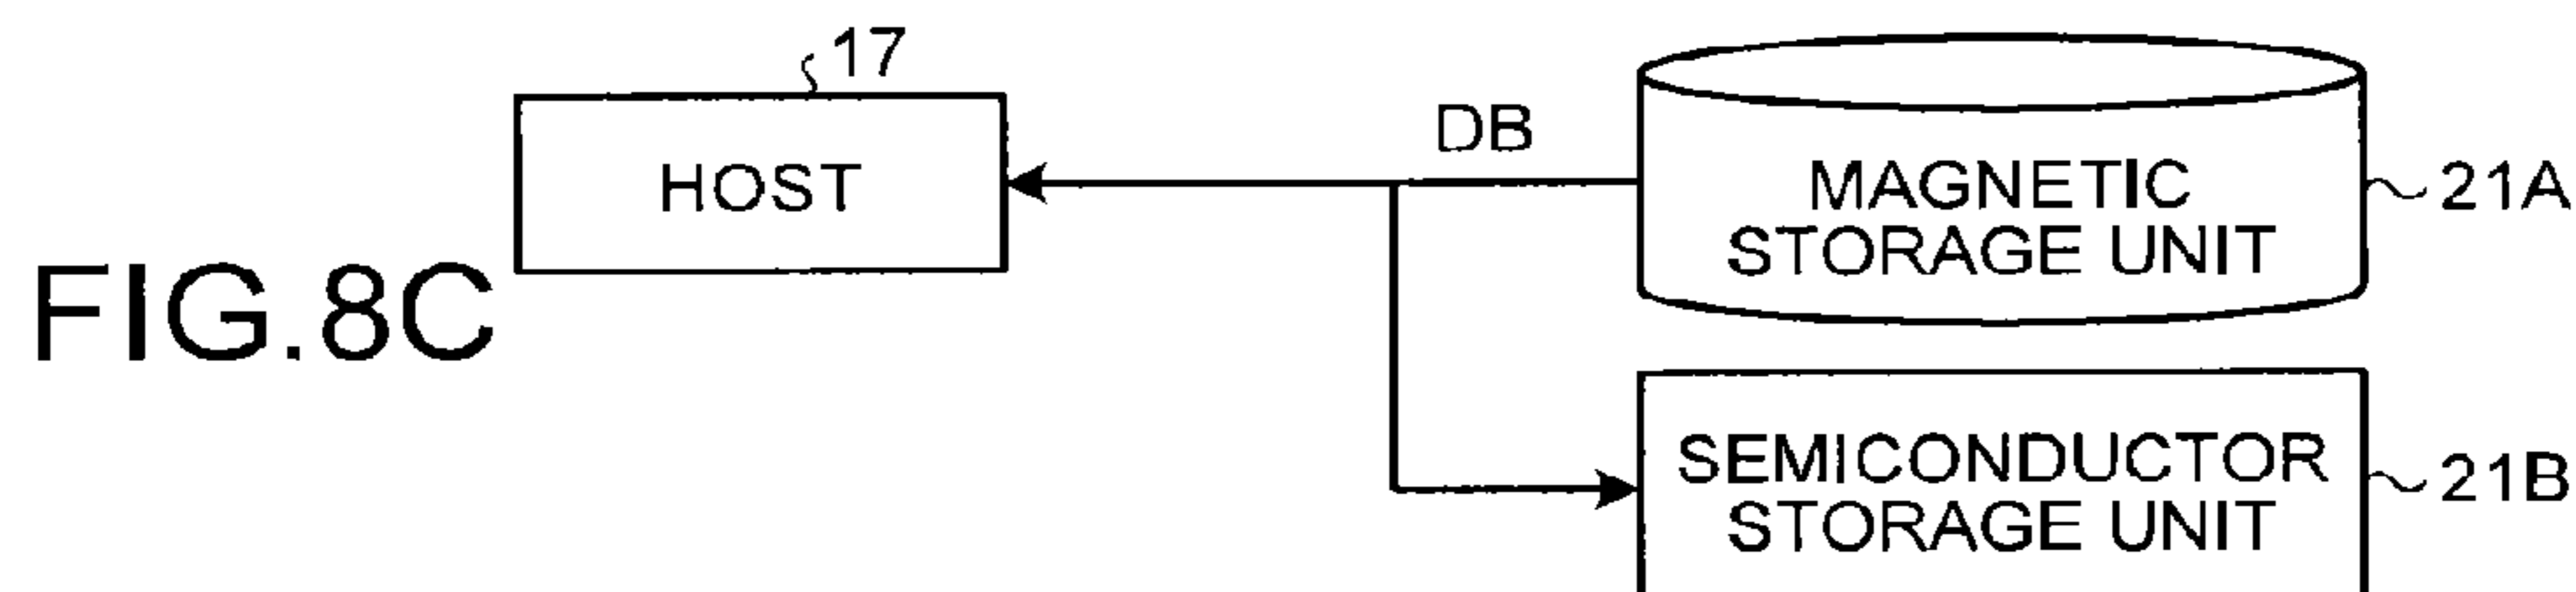 17
HOST
DB
MAGNETIC
STORAGE UNIT
21A
FIG.8C
SEMICONDUCTOR
STORAGE UNIT
21B